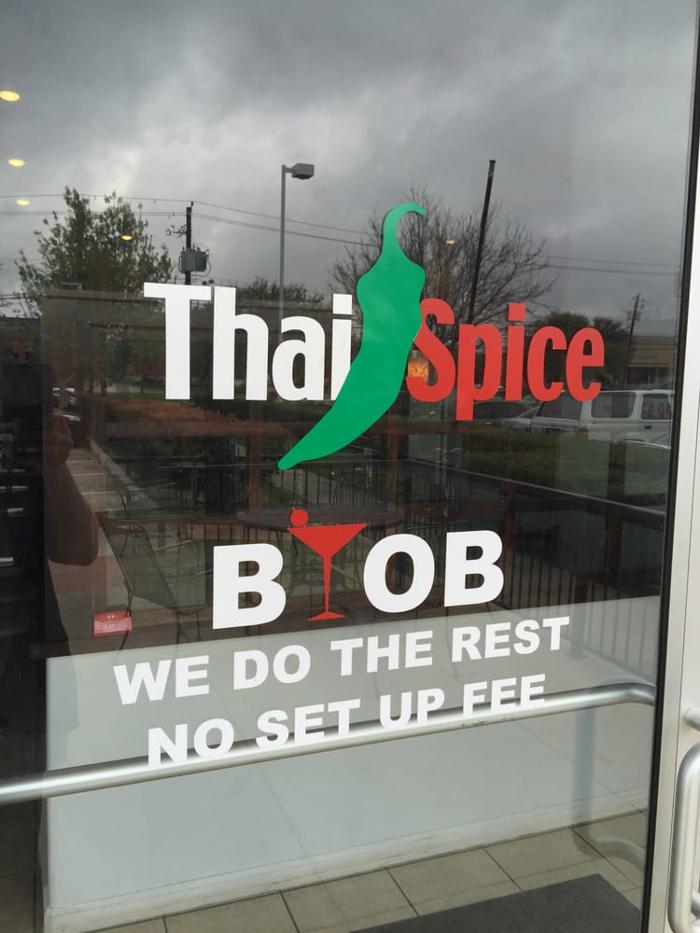 Thai Spice
BYOB
WE DO THE REST
NO SET UP FEE